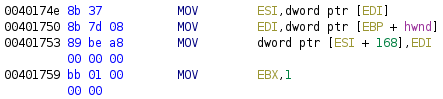 0040174e 8b 37 MOV ESI,dword ptr [EDI]
00401750 8b 7d 08 MOV EDI,dword ptr [EBP + hwnd]
00401753 89 be a8 MOV dword ptr [ESI + 168],EDI
00 00 00
00401759 bb 01 00 MOV EBX,1
00 00